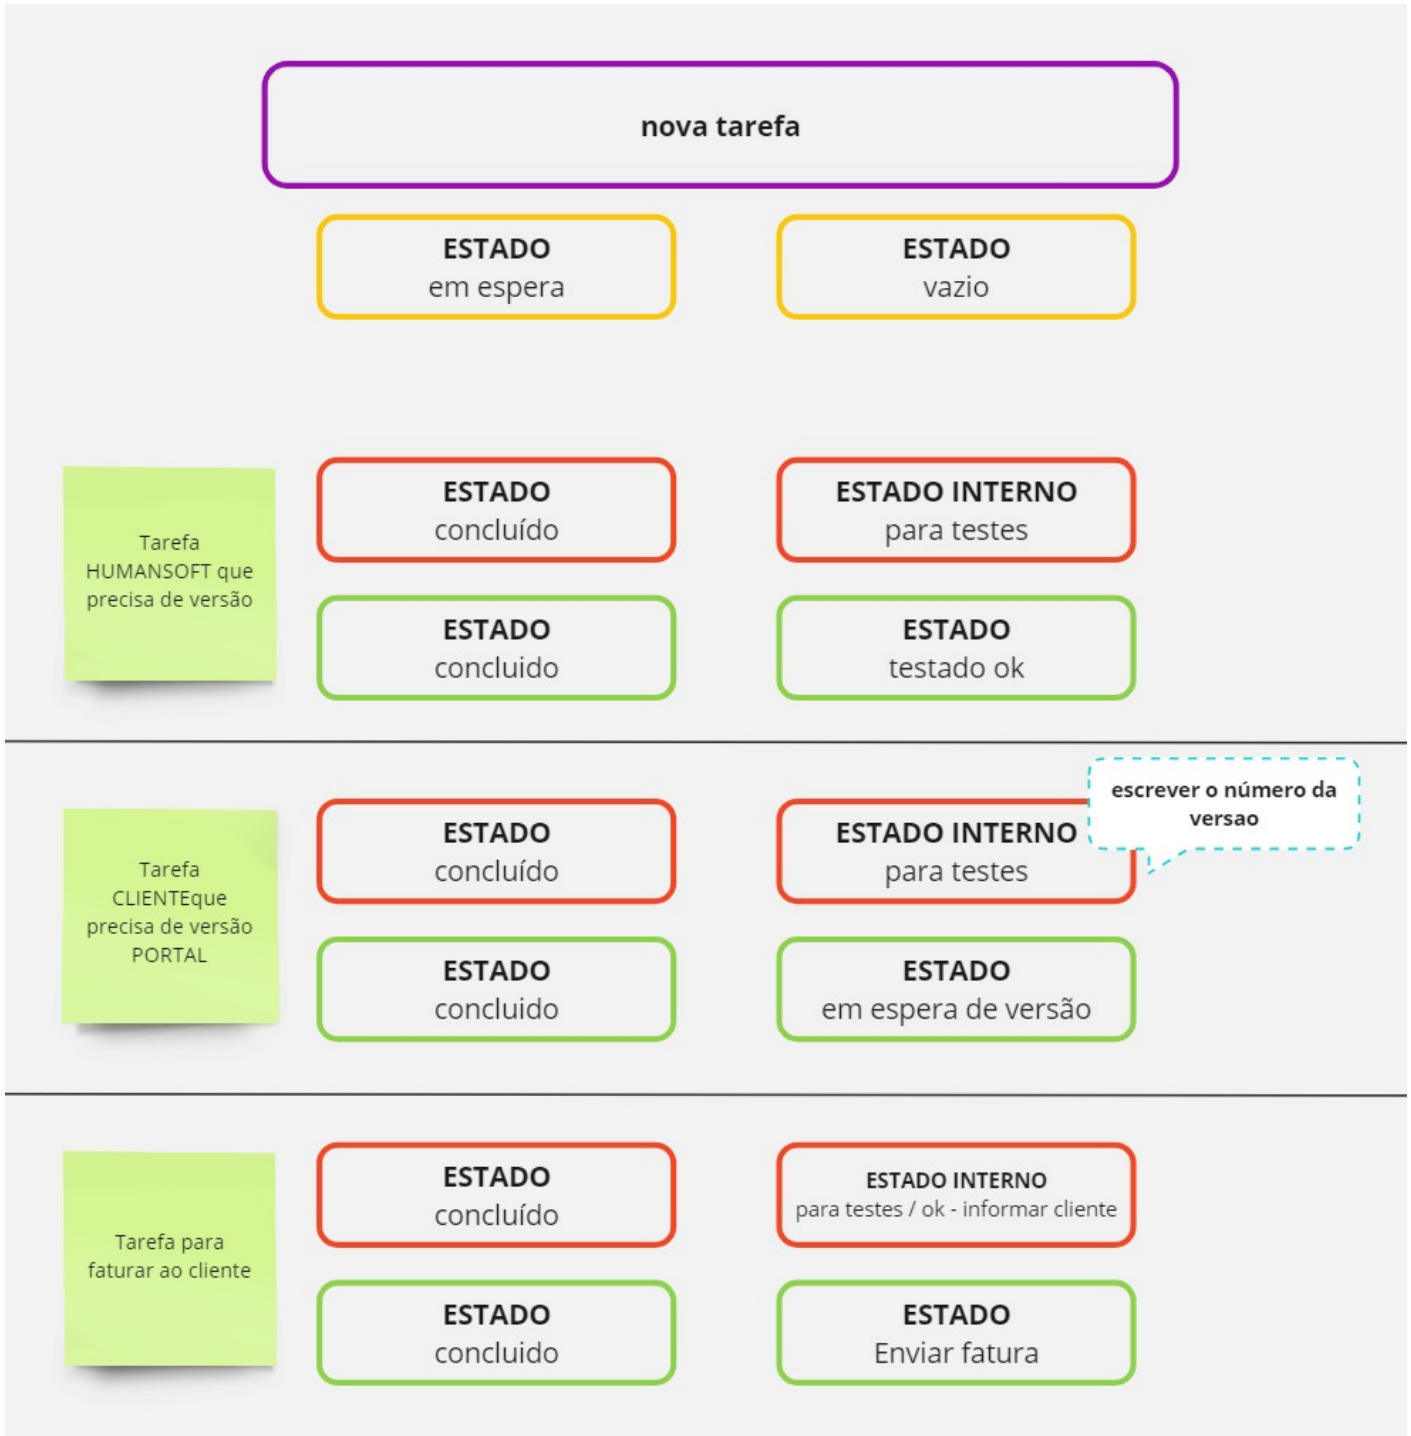 nova tarefa
ESTADO
em espera
ESTADO
vazio
Tarefa
HUMANSOFT que
precisa de versão
ESTADO
concluído
ESTADO INTERNO
para testes
ESTADO
concluido
ESTADO
testado ok
escrever o número da
versao
Tarefa
CLIENTEque
precisa de versão
PORTAL
ESTADO
concluído
ESTADO INTERNO
para testes
ESTADO
concluido
ESTADO
em espera de versão
Tarefa para
faturar ao cliente
ESTADO
concluído
ESTADO INTERNO
para testes / ok - informar cliente
ESTADO
concluido
ESTADO
Enviar fatura